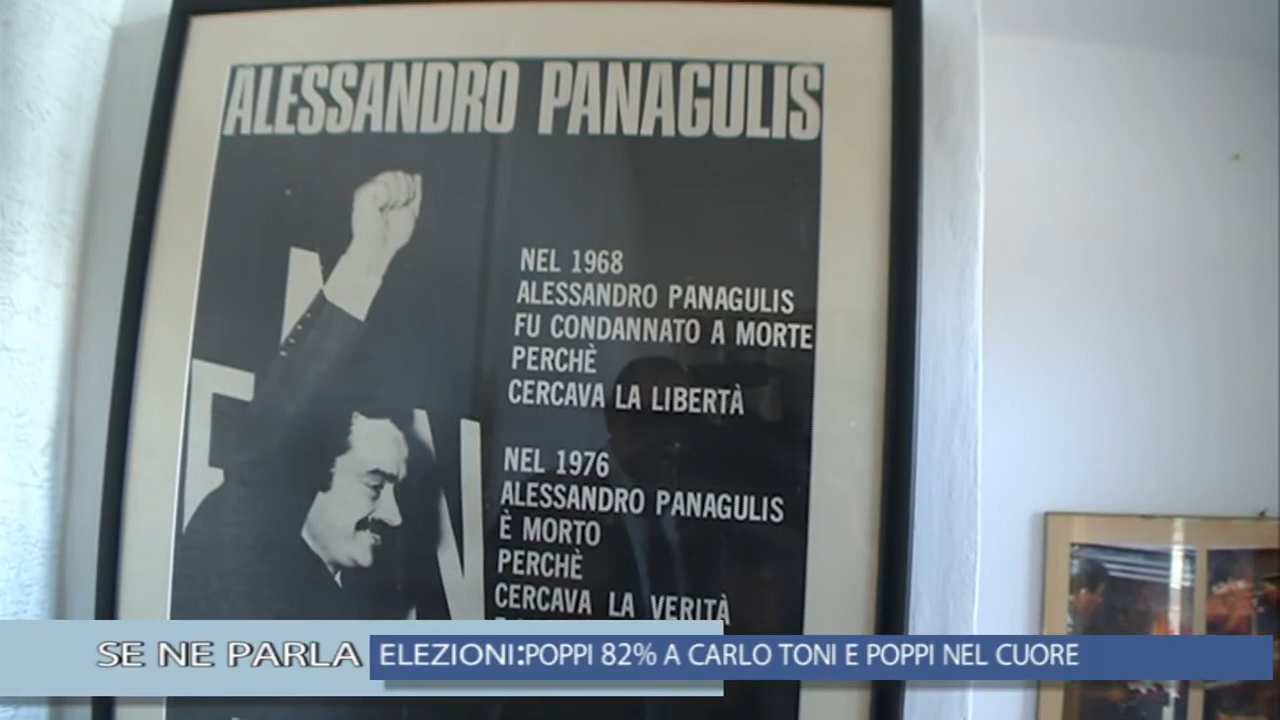 ALESSANDRO PANAGULIS
NEL 1968
ALESSANDRO PANAGULIS
FU CONDANNATO A MORTE
PERCHÈ
CERCAVA LA LIBERTÀ
NEL 1976
ALESSANDRO PANAGULIS
È MORTO
PERCHÈ
CERCAVA LA VERITÀ
SE NE PARLA
ELEZIONI:POPPI 82% A CARLO TONI E POPPI NEL CUORE